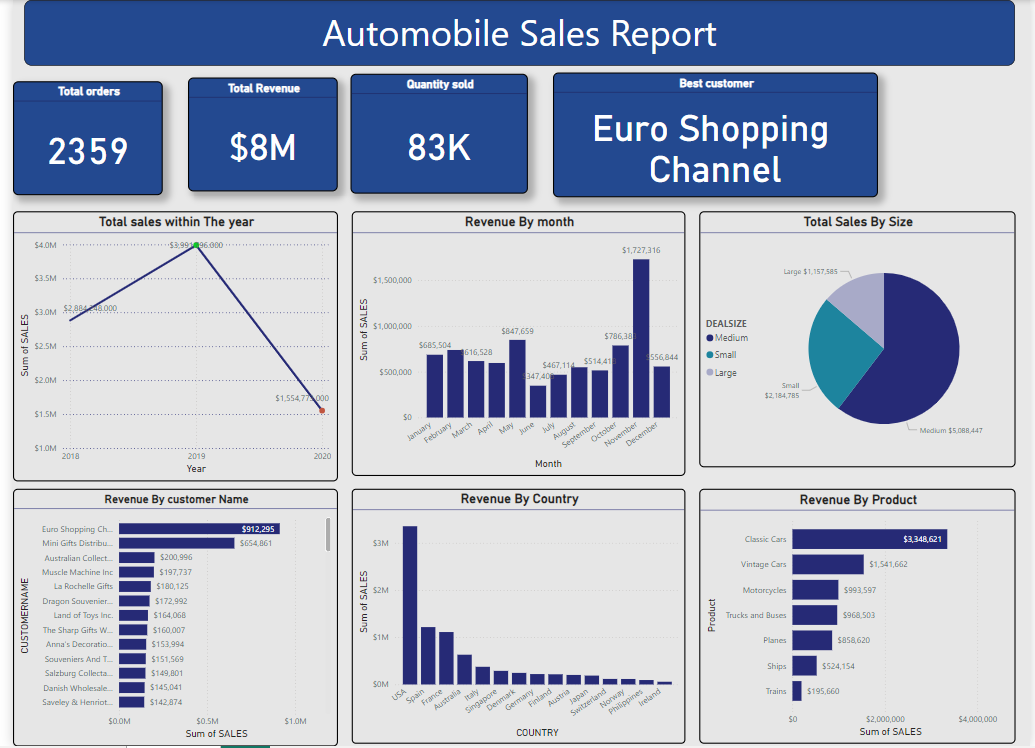 Automobile Sales Report
Total orders
2359
Total Revenue
$8M
Quantity sold
83K
Best customer
Euro Shopping
Channel
Total sales within The year
Sum of SALES
$4.0M
$3.5M
$3.0M
$2.5M
$2.0M
$1.5M
$1.0M
2018
2019
2020
Year
Revenue By month
Sum of SALES
$1,500,000
$1,000,000
$500,000
$0
$685,504
$616,528
$847,659
$467,114
$1,727,316
January
February
March
April
May
June
July
August
September
October
November
December
Month
Total Sales By Size
DEALSIZE
Medium
Small
Large
Large $1,157,585
Small
$2,184,785
Medium $5,088,447
Revenue By customer Name
CUSTOMERNAME
Euro Shopping Ch... $912,295
Mini Gifts Distribu... $654,861
Australian Collect... $200,996
Muscle Machine Inc $197,737
La Rochelle Gifts $180,125
Dragon Souvenier... $172,992
Land of Toys Inc. $164,068
The Sharp Gifts W... $160,007
Anna's Decoratio... $153,994
Souveniers And T... $151,569
Salzburg Collecta... $149,801
Danish Wholesale... $145,041
Saveley & Henriot... $142,874
$0.0M
$0.5M
$1.0M
Sum of SALES
Revenue By Country
Sum of SALES
$3M
$2M
$1M
$0M
USA
Spain
France
Australia
Italy
Singapore
Denmark
Germany
Finland
Austria
Japan
Switzerland
Norway
Philippines
Ireland
COUNTRY
Revenue By Product
Product
Classic Cars $3,348,621
Vintage Cars $1,541,662
Motorcycles $993,597
Trucks and Buses $968,503
Planes $858,620
Ships $524,154
Trains $195,660
$0
$2,000,000
$4,000,000
Sum of SALES